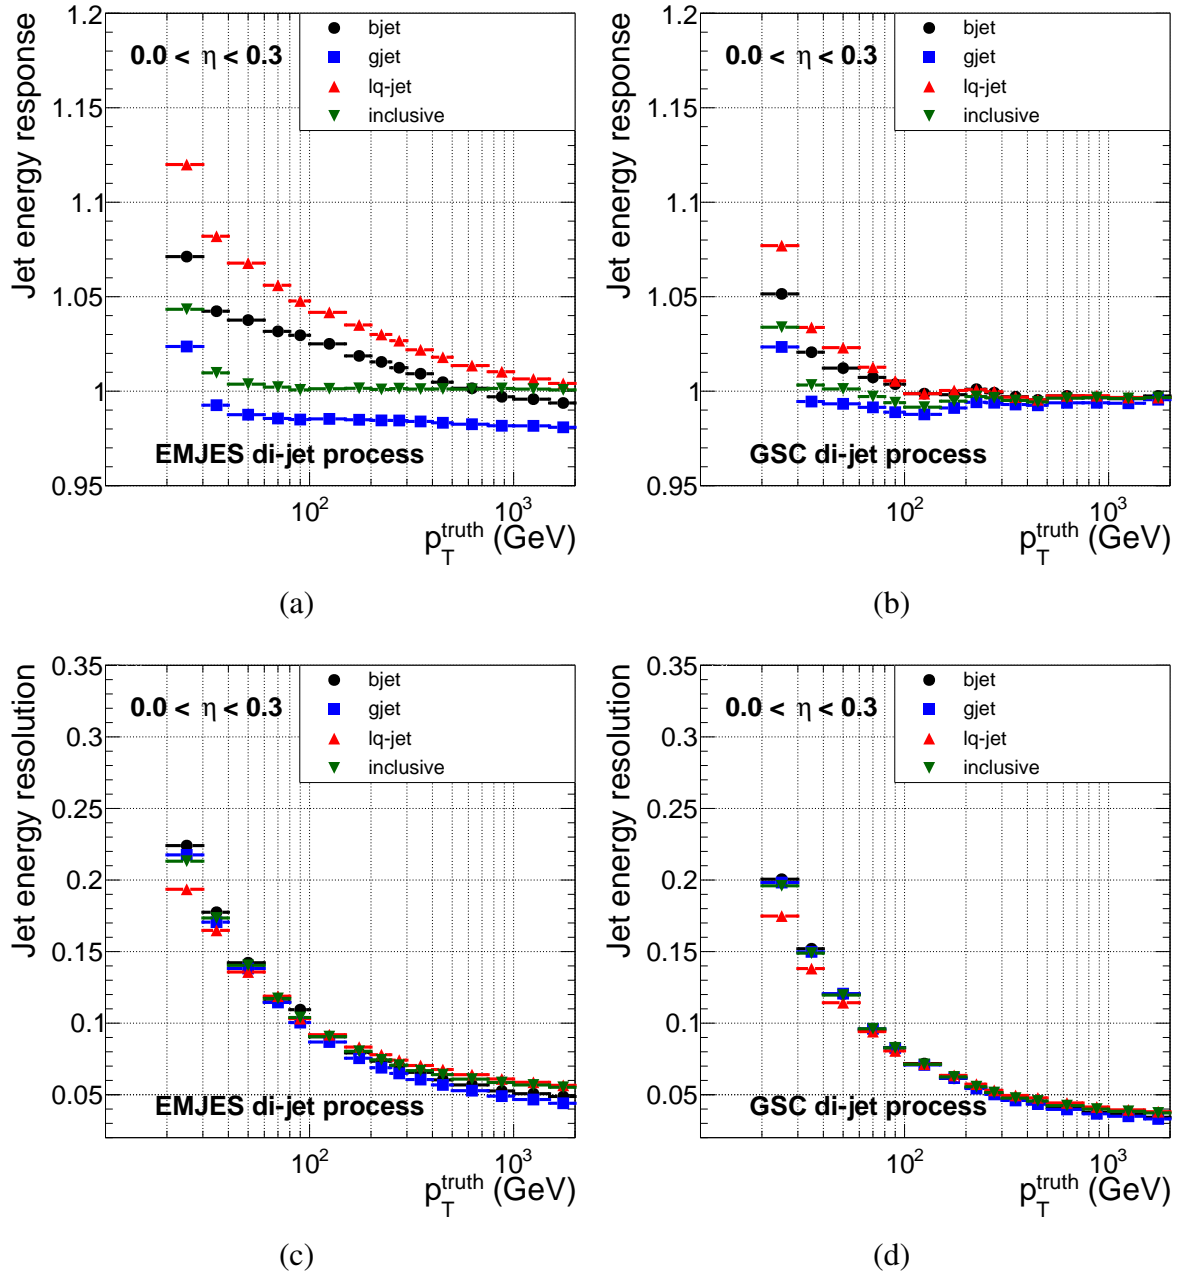 Jet energy response
1.2
1.15
1.1
1.05
1
0.95
0.0 < η < 0.3
bjet
gjet
lq-jet
inclusive
EMJES di-jet process
10² 10³
p_T^truth (GeV)
(a)
Jet energy response
1.2
1.15
1.1
1.05
1
0.95
0.0 < η < 0.3
bjet
gjet
lq-jet
inclusive
GSC di-jet process
10² 10³
p_T^truth (GeV)
(b)
Jet energy resolution
0.35
0.3
0.25
0.2
0.15
0.1
0.05
0.0 < η < 0.3
bjet
gjet
lq-jet
inclusive
EMJES di-jet process
10² 10³
p_T^truth (GeV)
(c)
Jet energy resolution
0.35
0.3
0.25
0.2
0.15
0.1
0.05
0.0 < η < 0.3
bjet
gjet
lq-jet
inclusive
GSC di-jet process
10² 10³
p_T^truth (GeV)
(d)